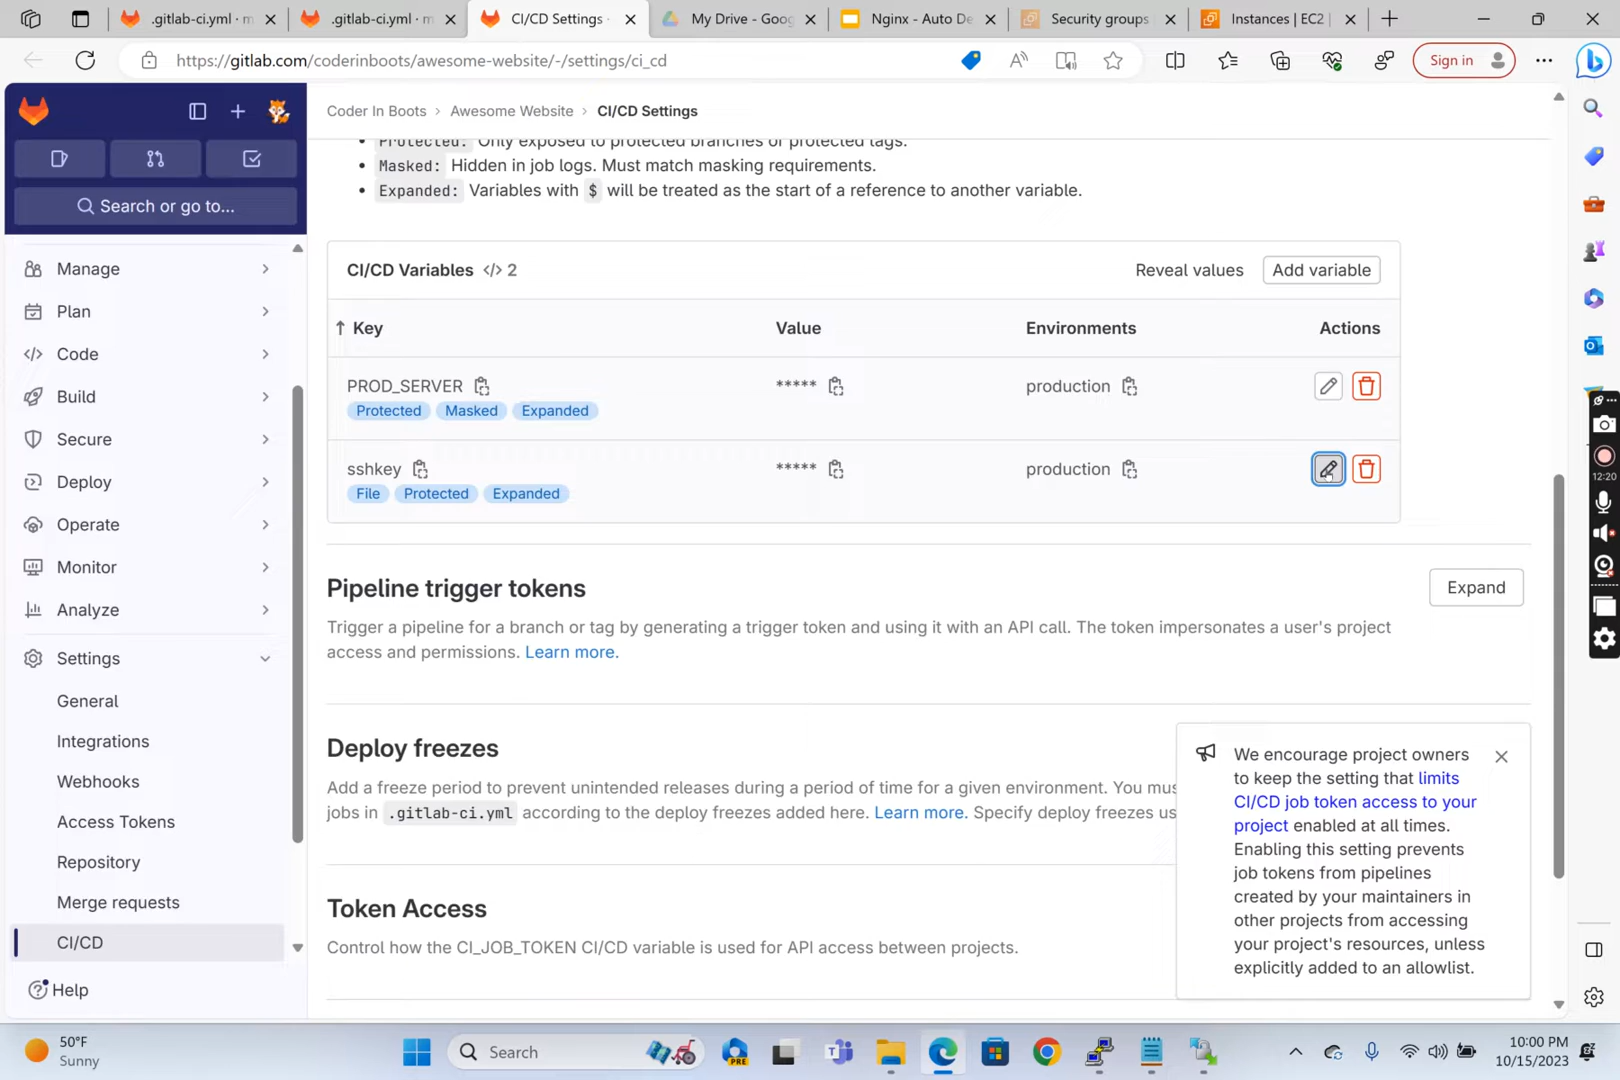 .gitlab-ci.yml · m
.gitlab-ci.yml · m
CI/CD Settings ·
My Drive - Goog
Nginx - Auto De
Security groups
Instances | EC2
https://gitlab.com/coderinboots/awesome-website/-/settings/ci_cd
Sign in
Search or go to...
Manage
Plan
Code
Build
Secure
Deploy
Operate
Monitor
Analyze
Settings
General
Integrations
Webhooks
Access Tokens
Repository
Merge requests
CI/CD
Help
Coder In Boots › Awesome Website › CI/CD Settings
Protected: Only exposed to protected branches or protected tags.
Masked: Hidden in job logs. Must match masking requirements.
Expanded: Variables with $ will be treated as the start of a reference to another variable.
CI/CD Variables </> 2
Reveal values
Add variable
↑ Key
Value
Environments
Actions
PROD_SERVER
*****
production
Protected
Masked
Expanded
sshkey
*****
production
File
Protected
Expanded
Pipeline trigger tokens
Expand
Trigger a pipeline for a branch or tag by generating a trigger token and using it with an API call. The token impersonates a user's project
access and permissions. Learn more.
Deploy freezes
Add a freeze period to prevent unintended releases during a period of time for a given environment. You mus
jobs in .gitlab-ci.yml according to the deploy freezes added here. Learn more. Specify deploy freezes us
Token Access
Control how the CI_JOB_TOKEN CI/CD variable is used for API access between projects.
We encourage project owners
to keep the setting that limits
CI/CD job token access to your
project enabled at all times.
Enabling this setting prevents
job tokens from pipelines
created by your maintainers in
other projects from accessing
your project's resources, unless
explicitly added to an allowlist.
12:20
50°F
Sunny
Search
PRE
10:00 PM
10/15/2023